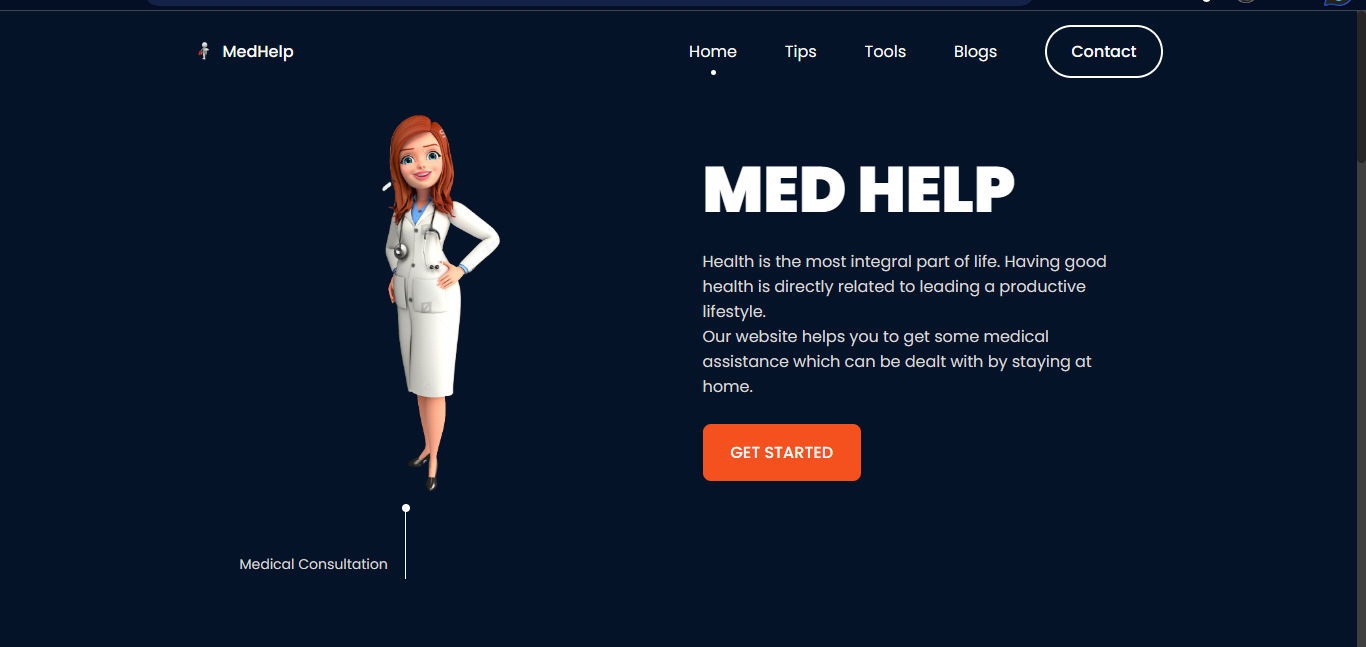 MedHelp
Home
Tips
Tools
Blogs
Contact
MED HELP
Health is the most integral part of life. Having good
health is directly related to leading a productive
lifestyle.
Our website helps you to get some medical
assistance which can be dealt with by staying at
home.
GET STARTED
Medical Consultation